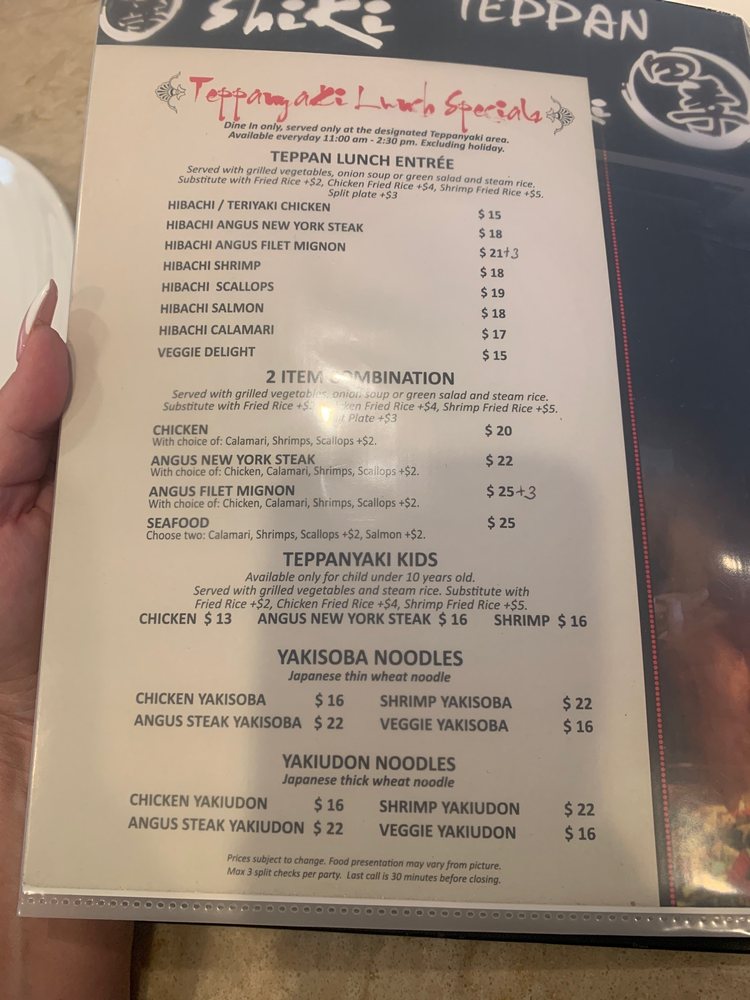 Shiki TEPPAN
Teppanyaki Lunch Specials
Dine In only, served only at the designated Teppanyaki area.
Available everyday 11:00 am - 2:30 pm. Excluding holiday.
TEPPAN LUNCH ENTRÉE
Served with grilled vegetables, onion soup or green salad and steam rice,
Substitute with Fried Rice +$2, Chicken Fried Rice +$4, Shrimp Fried Rice +$5.
Split plate +$3
HIBACHI / TERIYAKI CHICKEN $ 15
HIBACHI ANGUS NEW YORK STEAK $ 18
HIBACHI ANGUS FILET MIGNON $ 21+3
HIBACHI SHRIMP $ 18
HIBACHI SCALLOPS $ 19
HIBACHI SALMON $ 18
HIBACHI CALAMARI $ 17
VEGGIE DELIGHT $ 15
2 ITEM COMBINATION
Served with grilled vegetables, onion soup or green salad and steam rice.
Substitute with Fried Rice +$ Chicken Fried Rice +$4, Shrimp Fried Rice +$5.
Plate +$3
CHICKEN $ 20
With choice of: Calamari, Shrimps, Scallops +$2.
ANGUS NEW YORK STEAK $ 22
With choice of: Chicken, Calamari, Shrimps, Scallops +$2.
ANGUS FILET MIGNON $ 25+3
With choice of: Chicken, Calamari, Shrimps, Scallops +$2.
SEAFOOD $ 25
Choose two: Calamari, Shrimps, Scallops +$2, Salmon +$2.
TEPPANYAKI KIDS
Available only for child under 10 years old.
Served with grilled vegetables and steam rice. Substitute with
Fried Rice +$2, Chicken Fried Rice +$4, Shrimp Fried Rice +$5.
CHICKEN $ 13 ANGUS NEW YORK STEAK $ 16 SHRIMP $ 16
YAKISOBA NOODLES
Japanese thin wheat noodle
CHICKEN YAKISOBA $ 16 SHRIMP YAKISOBA $ 22
ANGUS STEAK YAKISOBA $ 22 VEGGIE YAKISOBA $ 16
YAKIUDON NOODLES
Japanese thick wheat noodle
CHICKEN YAKIUDON $ 16 SHRIMP YAKIUDON $ 22
ANGUS STEAK YAKIUDON $ 22 VEGGIE YAKIUDON $ 16
Prices subject to change. Food presentation may vary from picture.
Max 3 split checks per party. Last call is 30 minutes before closing.